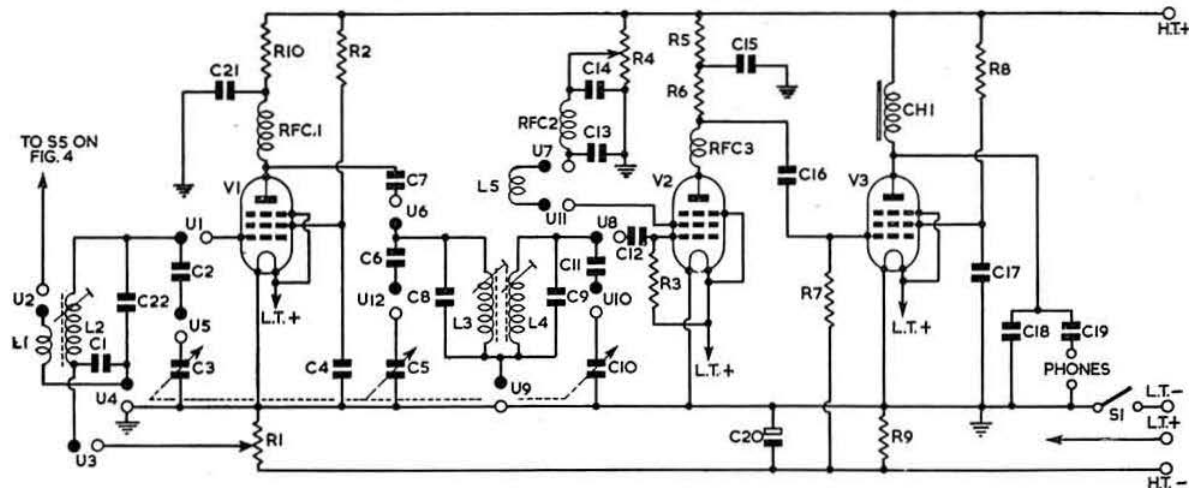 H.T.+
R10
R2
R5
C15
R8
C21
C14
R4
R6
CH1
RFC.1
RFC2
C13
RFC3
TO S5 ON
FIG. 4
V1
C7
U7
V2
C16
V3
L5
U6
U11
U8
U1
C12
C2
C6
C11
R3
U2
C22
U12
C8
C9
U10
R7
C17
L.T.+
L1
L2
C1
U5
L3
L4
L.T.+
L.T.+
C18
C19
C3
C4
C5
C10
PHONES
U4
U9
S1
L.T.-
L.T.+
U3
R1
C20
R9
H.T.-